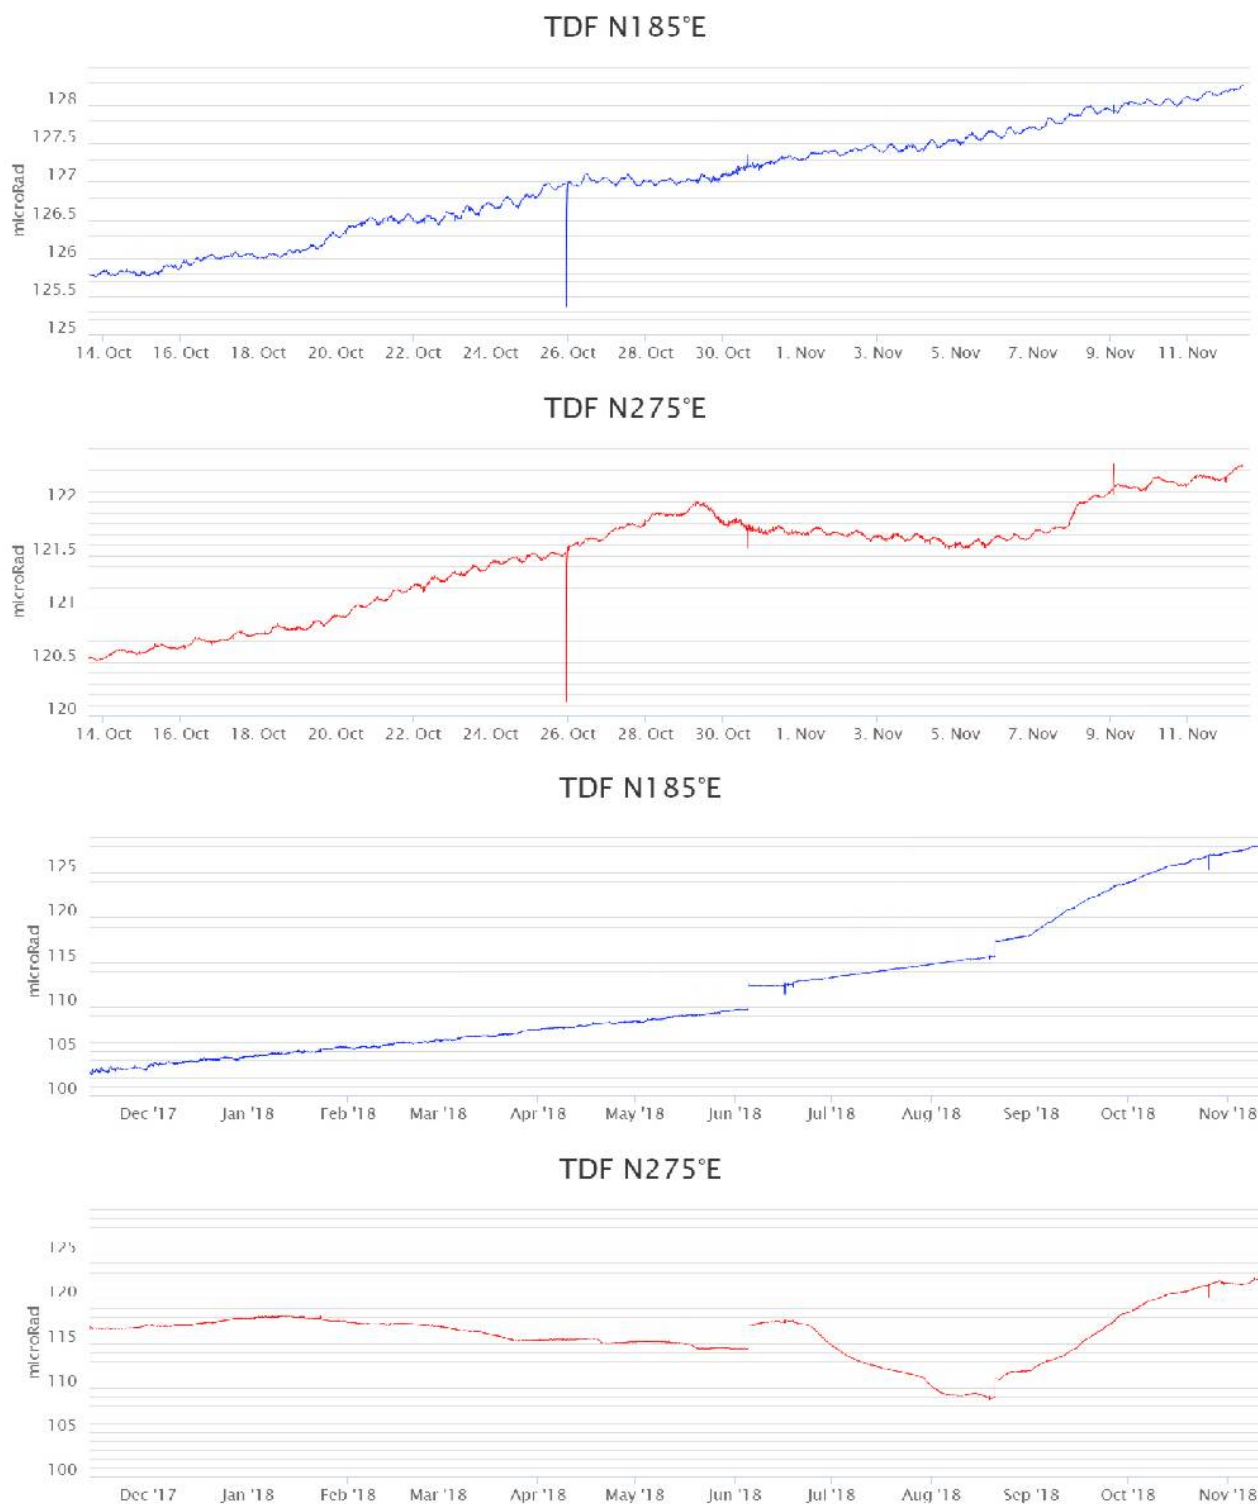 TDF N185°E
128
127.5
127
126.5
126
125.5
125
microRad
14. Oct 16. Oct 18. Oct 20. Oct 22. Oct 24. Oct 26. Oct 28. Oct 30. Oct 1. Nov 3. Nov 5. Nov 7. Nov 9. Nov 11. Nov
TDF N275°E
122
121.5
121
120.5
120
microRad
14. Oct 16. Oct 18. Oct 20. Oct 22. Oct 24. Oct 26. Oct 28. Oct 30. Oct 1. Nov 3. Nov 5. Nov 7. Nov 9. Nov 11. Nov
TDF N185°E
125
120
115
110
105
100
microRad
Dec '17 Jan '18 Feb '18 Mar '18 Apr '18 May '18 Jun '18 Jul '18 Aug '18 Sep '18 Oct '18 Nov '18
TDF N275°E
125
120
115
110
105
100
microRad
Dec '17 Jan '18 Feb '18 Mar '18 Apr '18 May '18 Jun '18 Jul '18 Aug '18 Sep '18 Oct '18 Nov '18